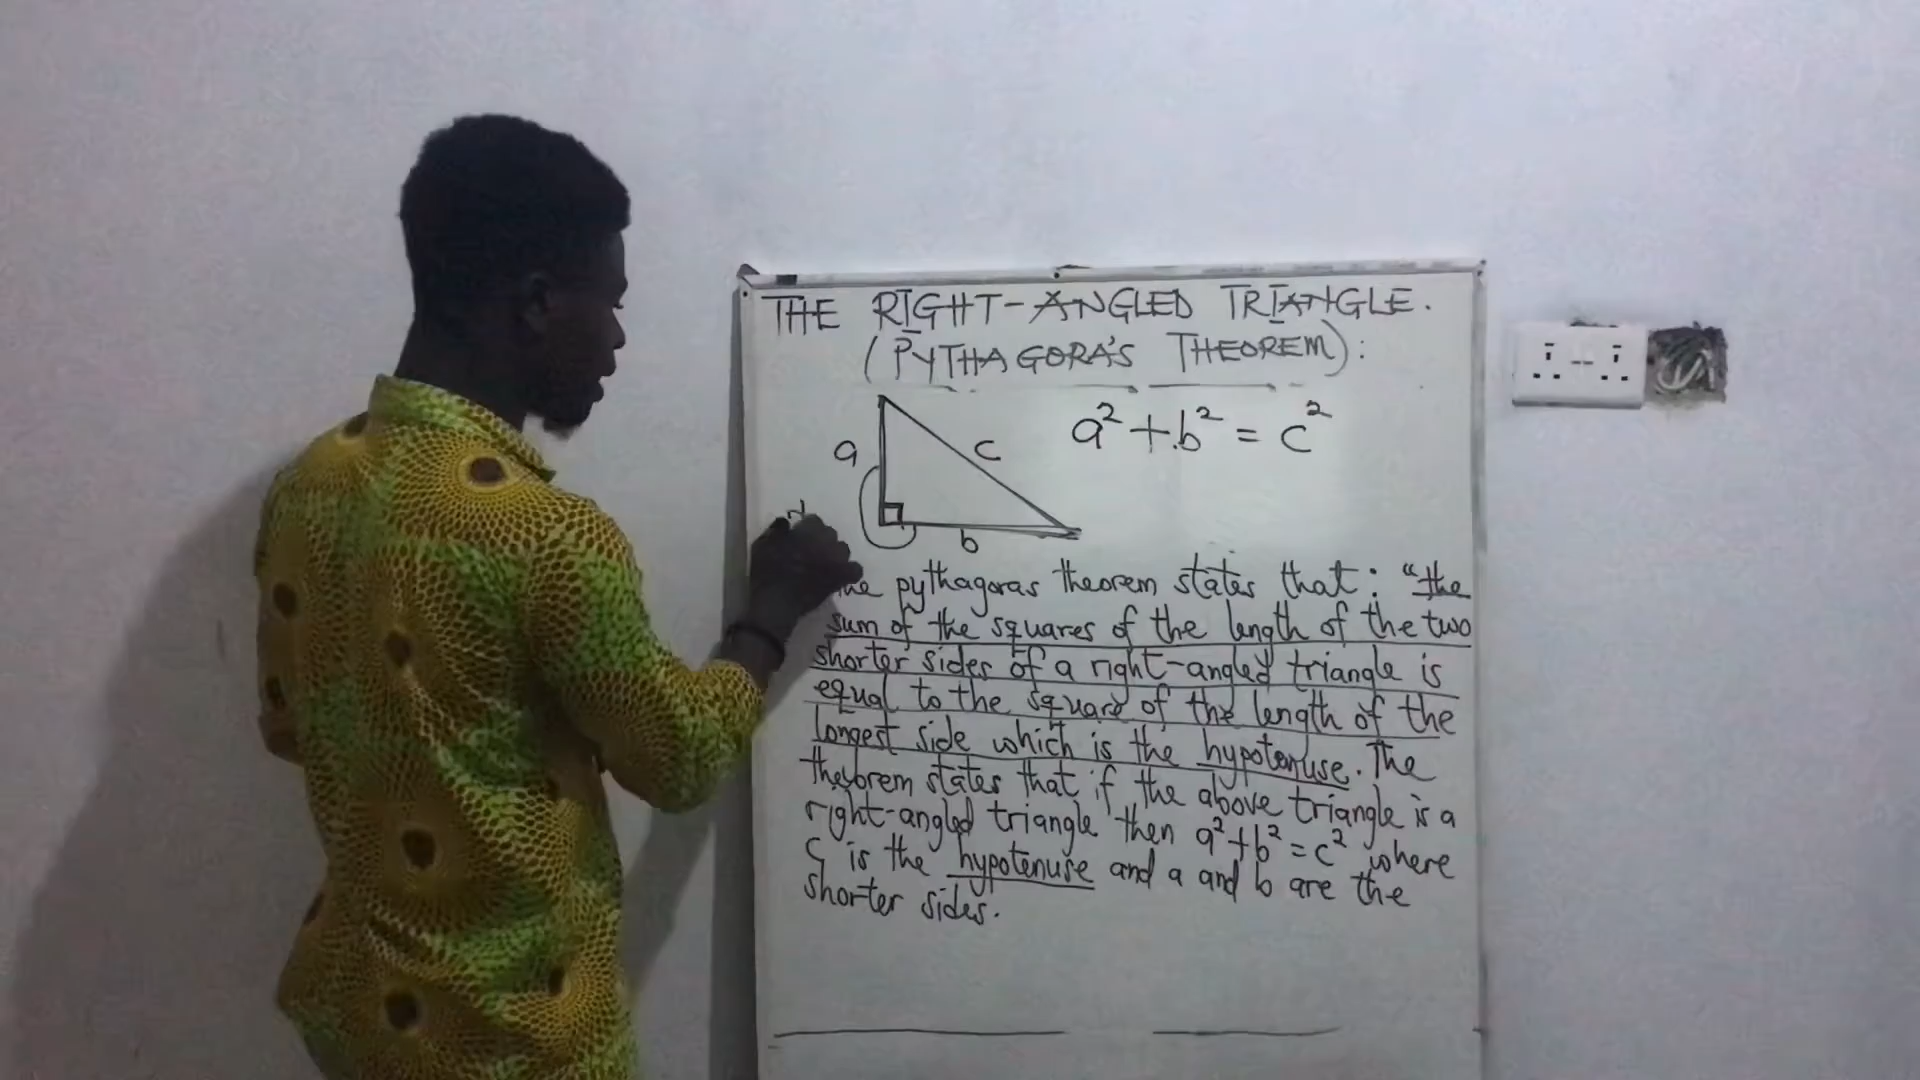 THE RIGHT-ANGLED TRIANGLE.
(PYTHAGORA'S THEOREM):
a² + b² = c²
a
c
b
the pythagoras theorem states that: "the
sum of the squares of the length of the two
shorter sides of a right-angled triangle is
equal to the square of the length of the
longest side which is the hypotenuse. The
theorem states that if the above triangle is a
right-angled triangle then a²+b²=c² where
C is the hypotenuse and a and b are the
shorter sides.